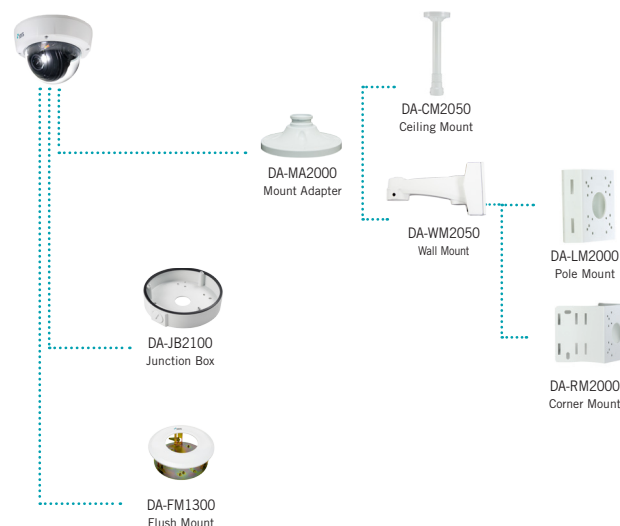 DA-CM2050
Ceiling Mount
DA-MA2000
Mount Adapter
DA-WM2050
Wall Mount
DA-LM2000
Pole Mount
DA-JB2100
Junction Box
DA-RM2000
Corner Mount
DA-FM1300
Flush Mount